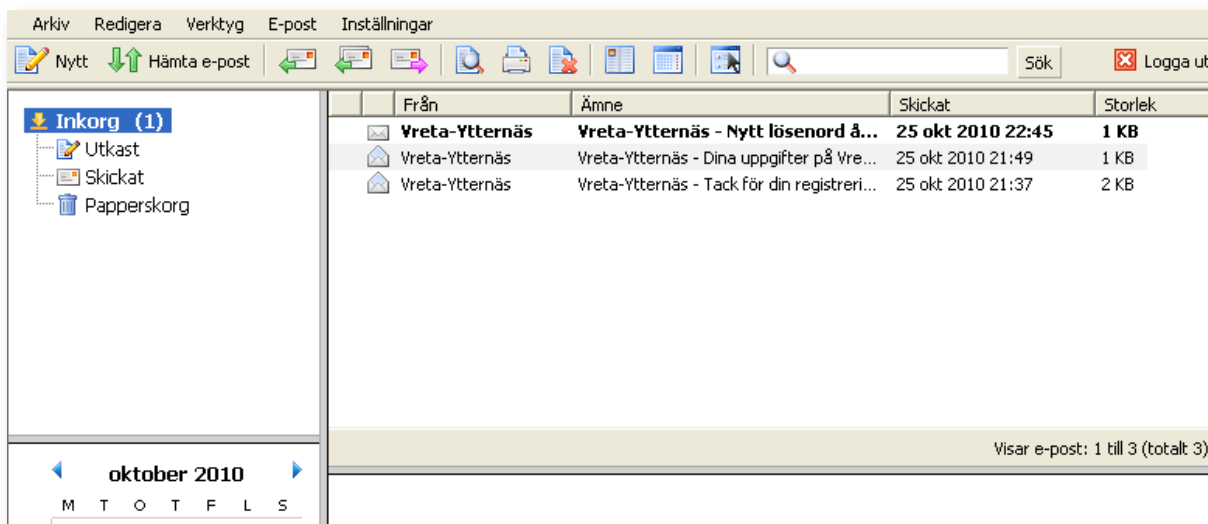 Arkiv Redigera Verktyg E-post Inställningar
Nytt Hämta e-post Sök Logga ut
Inkorg (1)
Utkast
Skickat
Papperskorg
Från Ämne Skickat Storlek
Vreta-Ytternäs Vreta-Ytternäs - Nytt lösenord å... 25 okt 2010 22:45 1 KB
Vreta-Ytternäs Vreta-Ytternäs - Dina uppgifter på Vre... 25 okt 2010 21:49 1 KB
Vreta-Ytternäs Vreta-Ytternäs - Tack för din registreri... 25 okt 2010 21:37 2 KB
Visar e-post: 1 till 3 (totalt 3)
oktober 2010
M T O T F L S